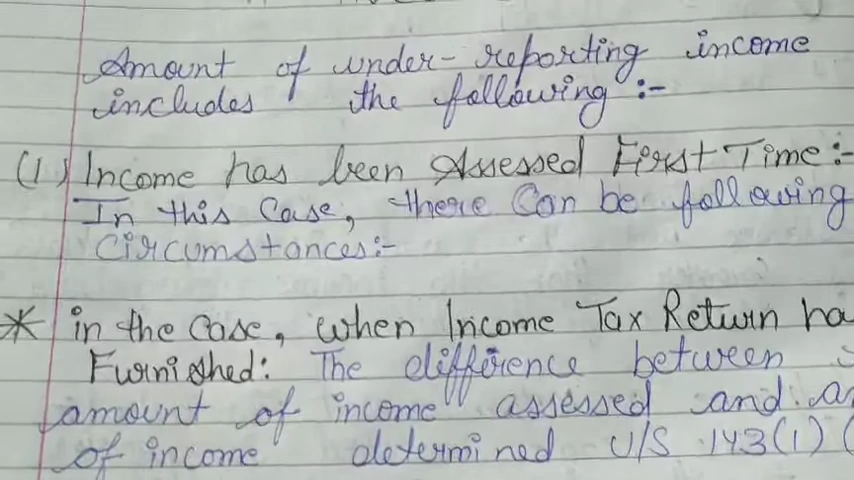 Amount of under-reporting income
includes the following :-
(1) Income has been Assessed First Time :-
In this Case, there Can be following
Circumstances:-
* in the Case, when Income Tax Return ha
Furnished: The difference between
amount of income assessed and
of income determined U/S 143(1)(